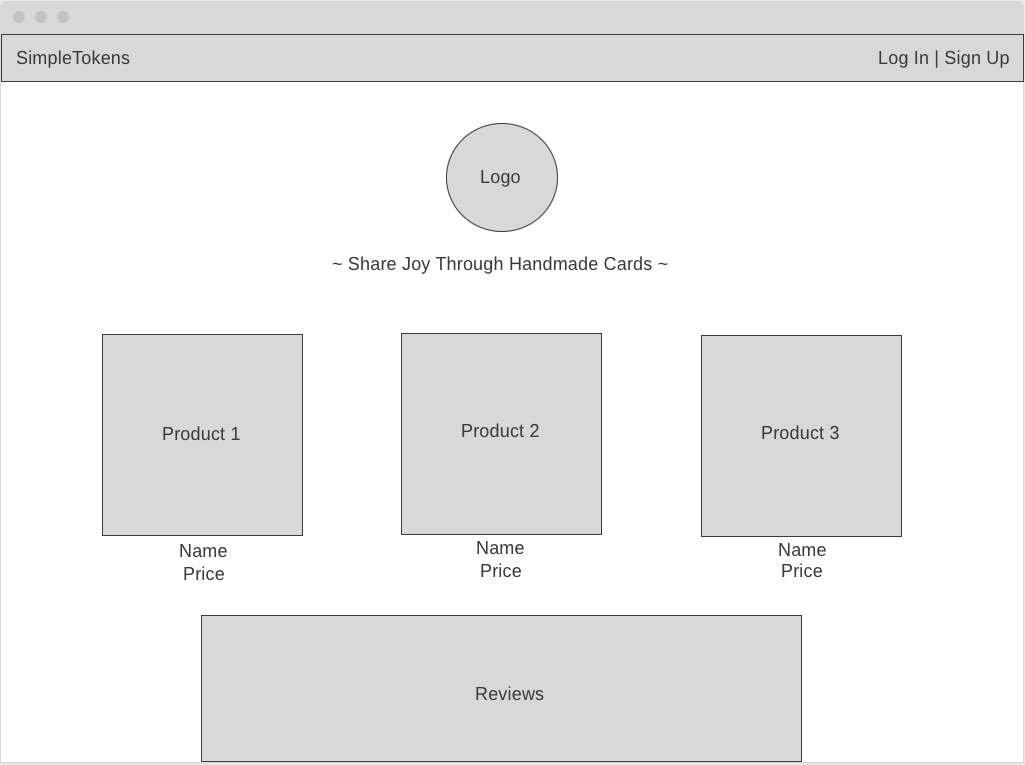 SimpleTokens
Log In | Sign Up
Logo
~ Share Joy Through Handmade Cards ~
Product 1
Product 2
Product 3
Name
Price
Name
Price
Name
Price
Reviews